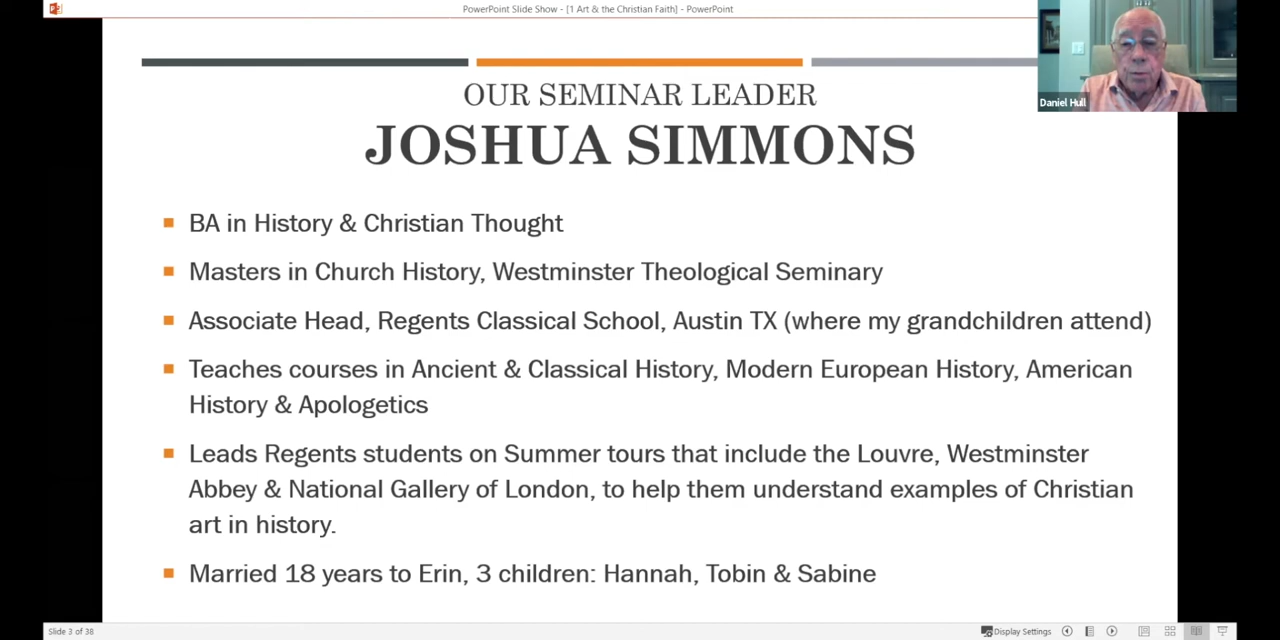 PowerPoint Slide Show - [1 Art & the Christian Faith] - PowerPoint
OUR SEMINAR LEADER
JOSHUA SIMMONS
Daniel Hull
BA in History & Christian Thought
Masters in Church History, Westminster Theological Seminary
Associate Head, Regents Classical School, Austin TX (where my grandchildren attend)
Teaches courses in Ancient & Classical History, Modern European History, American
History & Apologetics
Leads Regents students on Summer tours that include the Louvre, Westminster
Abbey & National Gallery of London, to help them understand examples of Christian
art in history.
Married 18 years to Erin, 3 children: Hannah, Tobin & Sabine
Slide 3 of 38
Display Settings